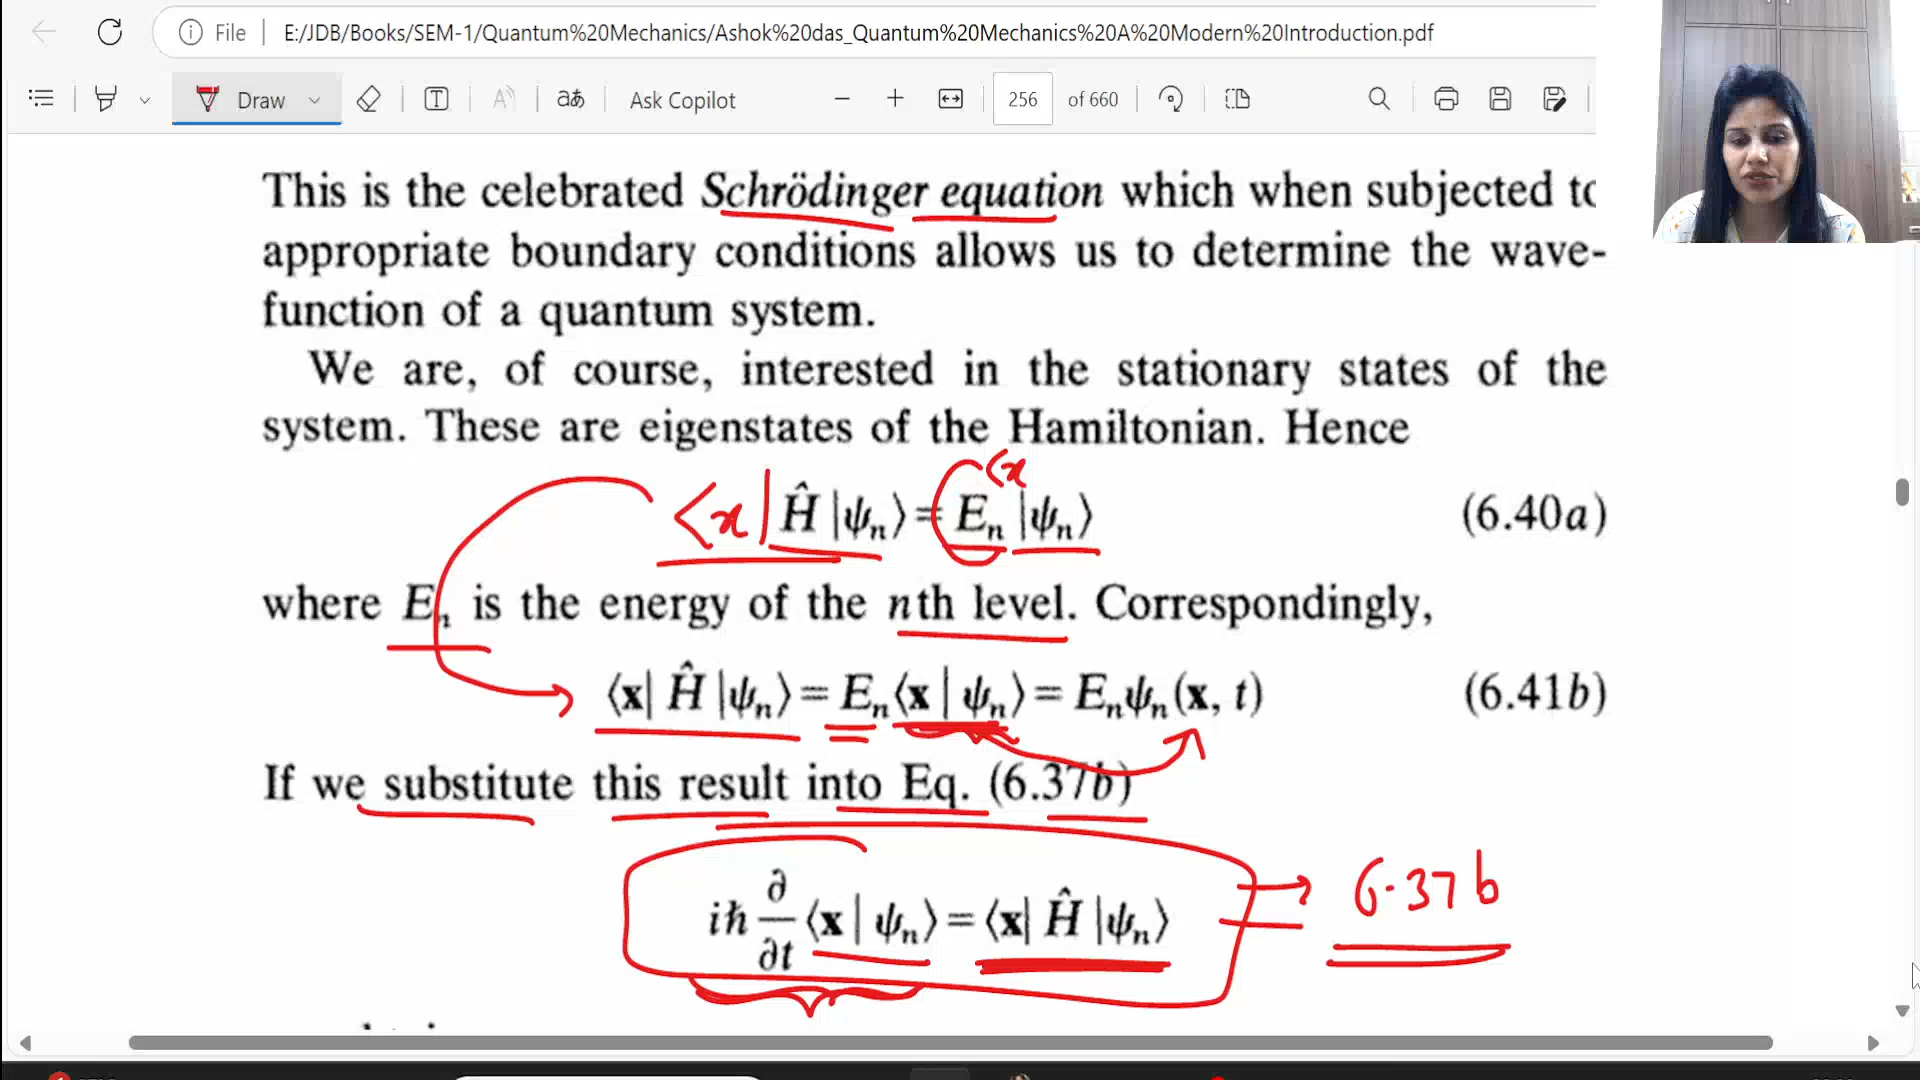 File | E:/JDB/Books/SEM-1/Quantum%20Mechanics/Ashok%20das_Quantum%20Mechanics%20A%20Modern%20Introduction.pdf
Draw aあ Ask Copilot 256 of 660
This is the celebrated Schrödinger equation which when subjected to
appropriate boundary conditions allows us to determine the wave-
function of a quantum system.
We are, of course, interested in the stationary states of the
system. These are eigenstates of the Hamiltonian. Hence
⟨x
⟨x| Ĥ |ψₙ⟩ = Eₙ |ψₙ⟩ (6.40a)
where Eₙ is the energy of the nth level. Correspondingly,
⟨x| Ĥ |ψₙ⟩ = Eₙ⟨x | ψₙ⟩ = Eₙψₙ(x, t) (6.41b)
If we substitute this result into Eq. (6.37b)
iℏ ∂/∂t ⟨x | ψₙ⟩ = ⟨x| Ĥ |ψₙ⟩ 6.37b